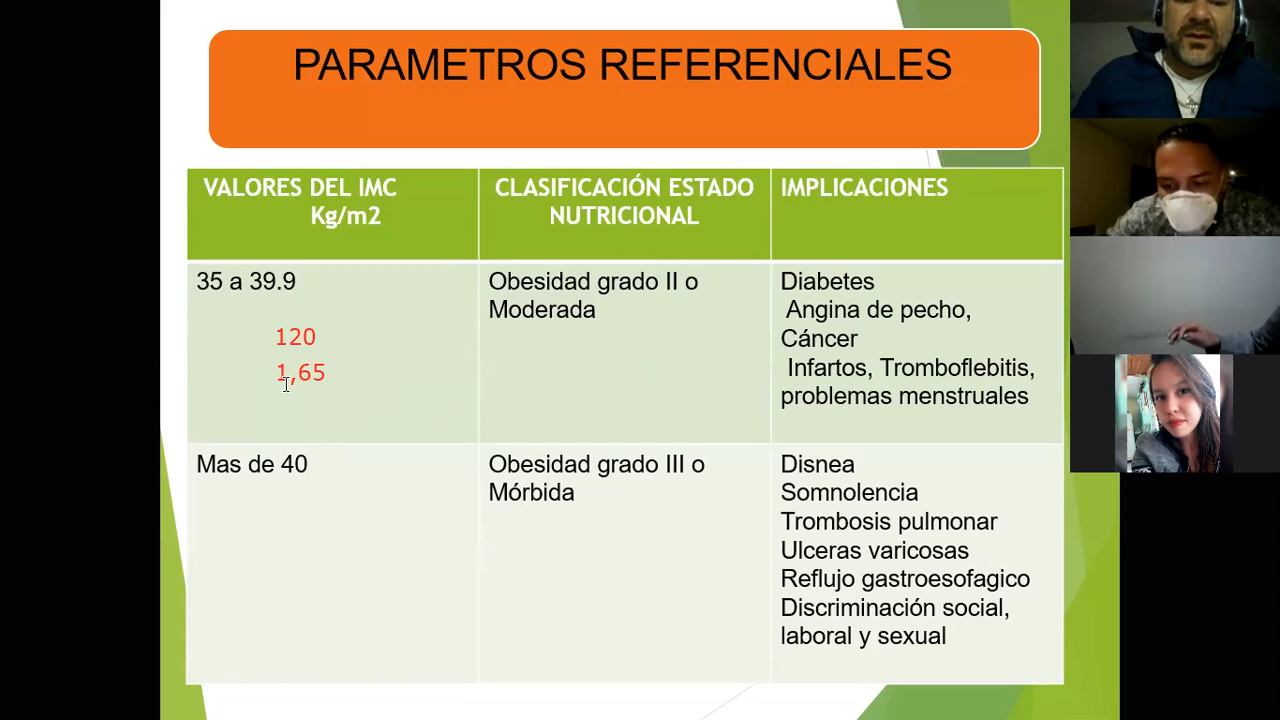 PARAMETROS REFERENCIALES
VALORES DEL IMC
Kg/m2
CLASIFICACIÓN ESTADO
NUTRICIONAL
IMPLICACIONES
35 a 39.9
120
1,65
Obesidad grado II o
Moderada
Diabetes
Angina de pecho,
Cáncer
Infartos, Tromboflebitis,
problemas menstruales
Mas de 40
Obesidad grado III o
Mórbida
Disnea
Somnolencia
Trombosis pulmonar
Ulceras varicosas
Reflujo gastroesofagico
Discriminación social,
laboral y sexual